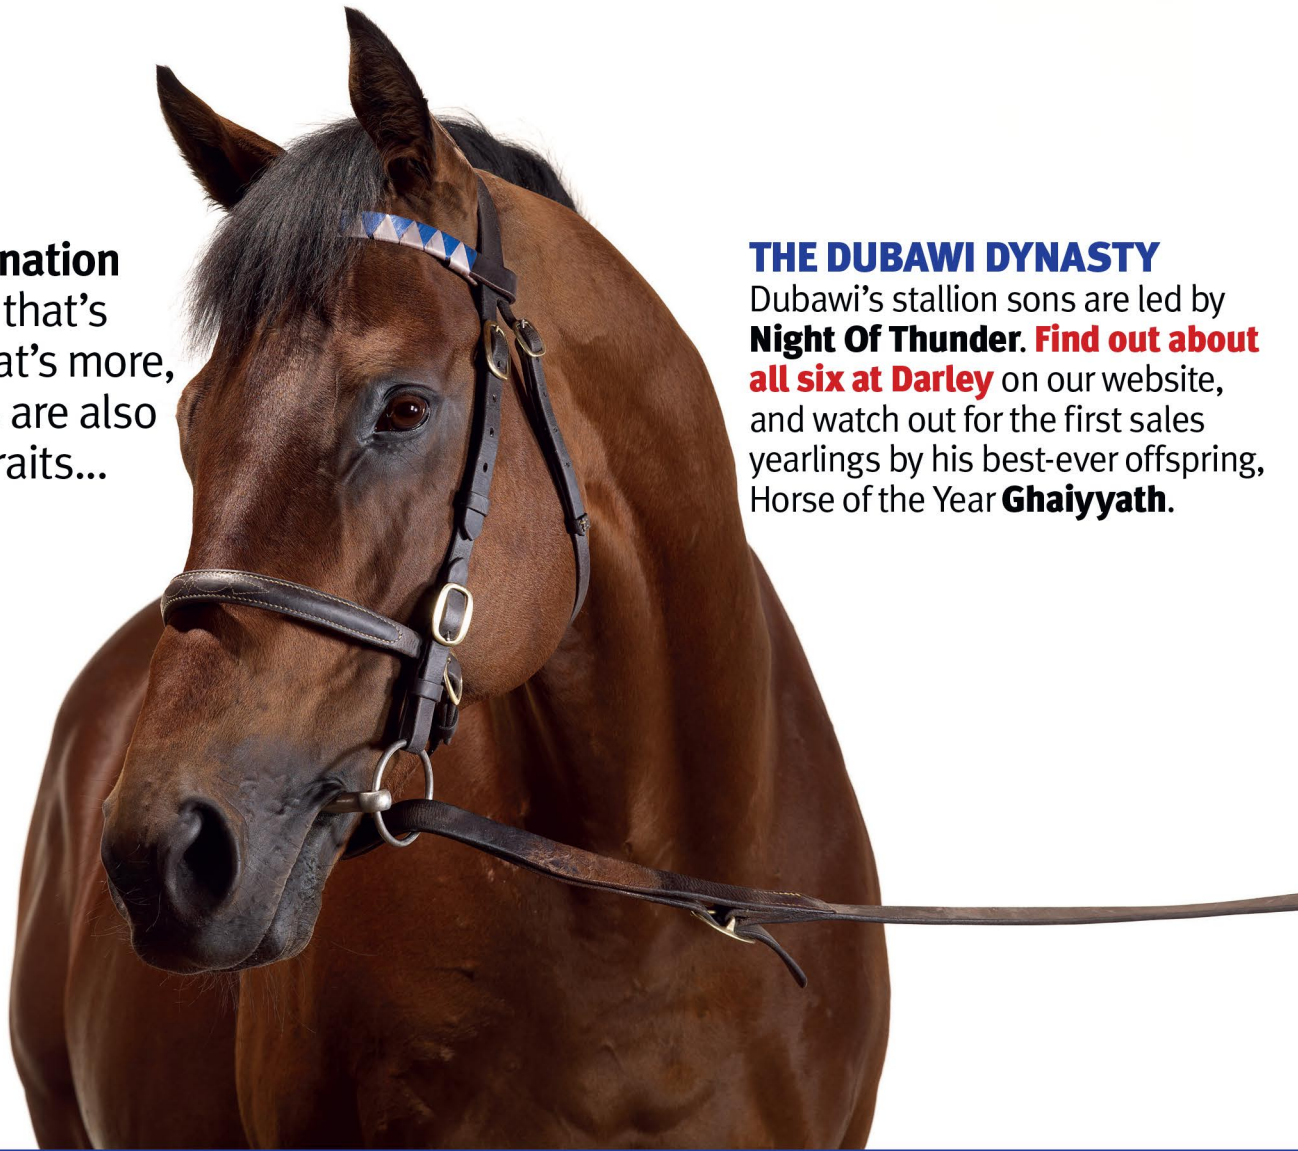 nation
that’s
at’s more,
are also
raits...
THE DUBAWI DYNASTY
Dubawi’s stallion sons are led by
Night Of Thunder. Find out about
all six at Darley on our website,
and watch out for the first sales
yearlings by his best-ever offspring,
Horse of the Year Ghaiyyath.